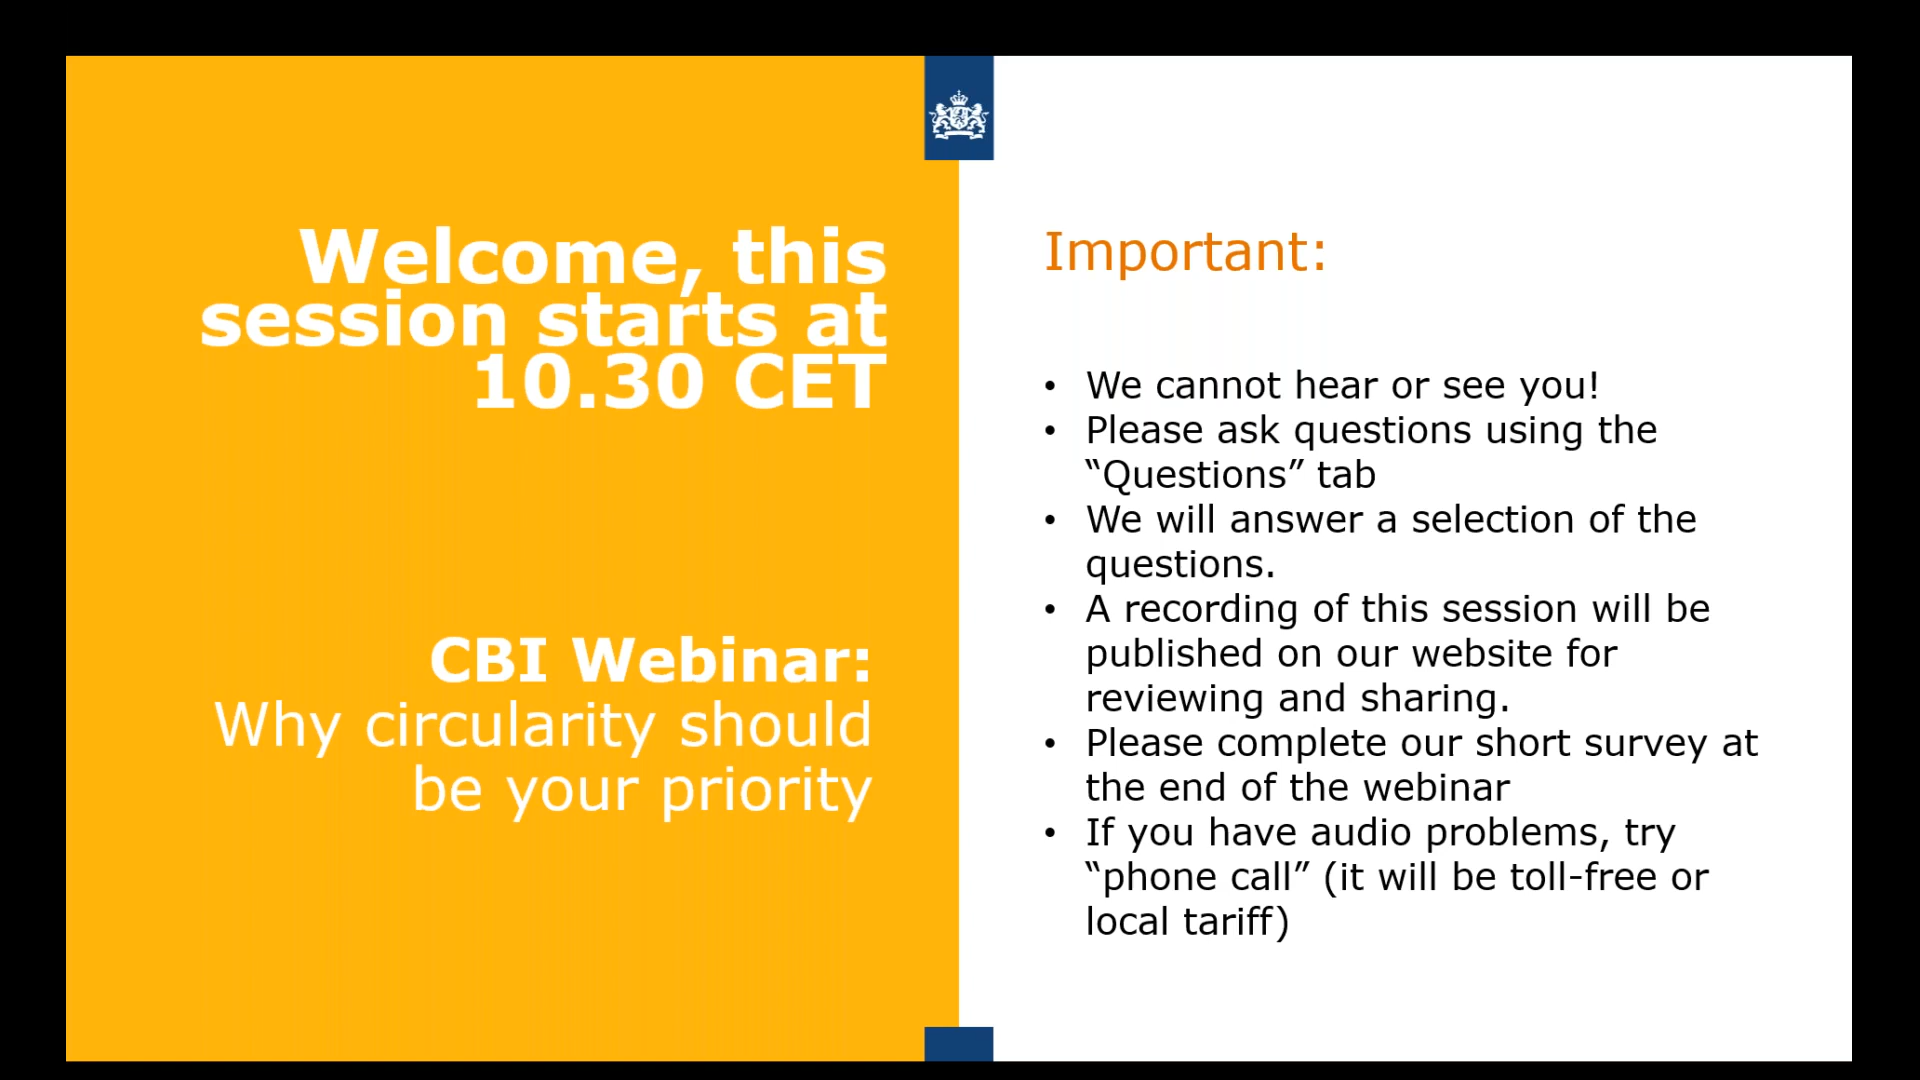 Welcome, this
session starts at
10.30 CET
CBI Webinar:
Why circularity should
be your priority
Important:
• We cannot hear or see you!
• Please ask questions using the
“Questions” tab
• We will answer a selection of the
questions.
• A recording of this session will be
published on our website for
reviewing and sharing.
• Please complete our short survey at
the end of the webinar
• If you have audio problems, try
“phone call” (it will be toll-free or
local tariff)